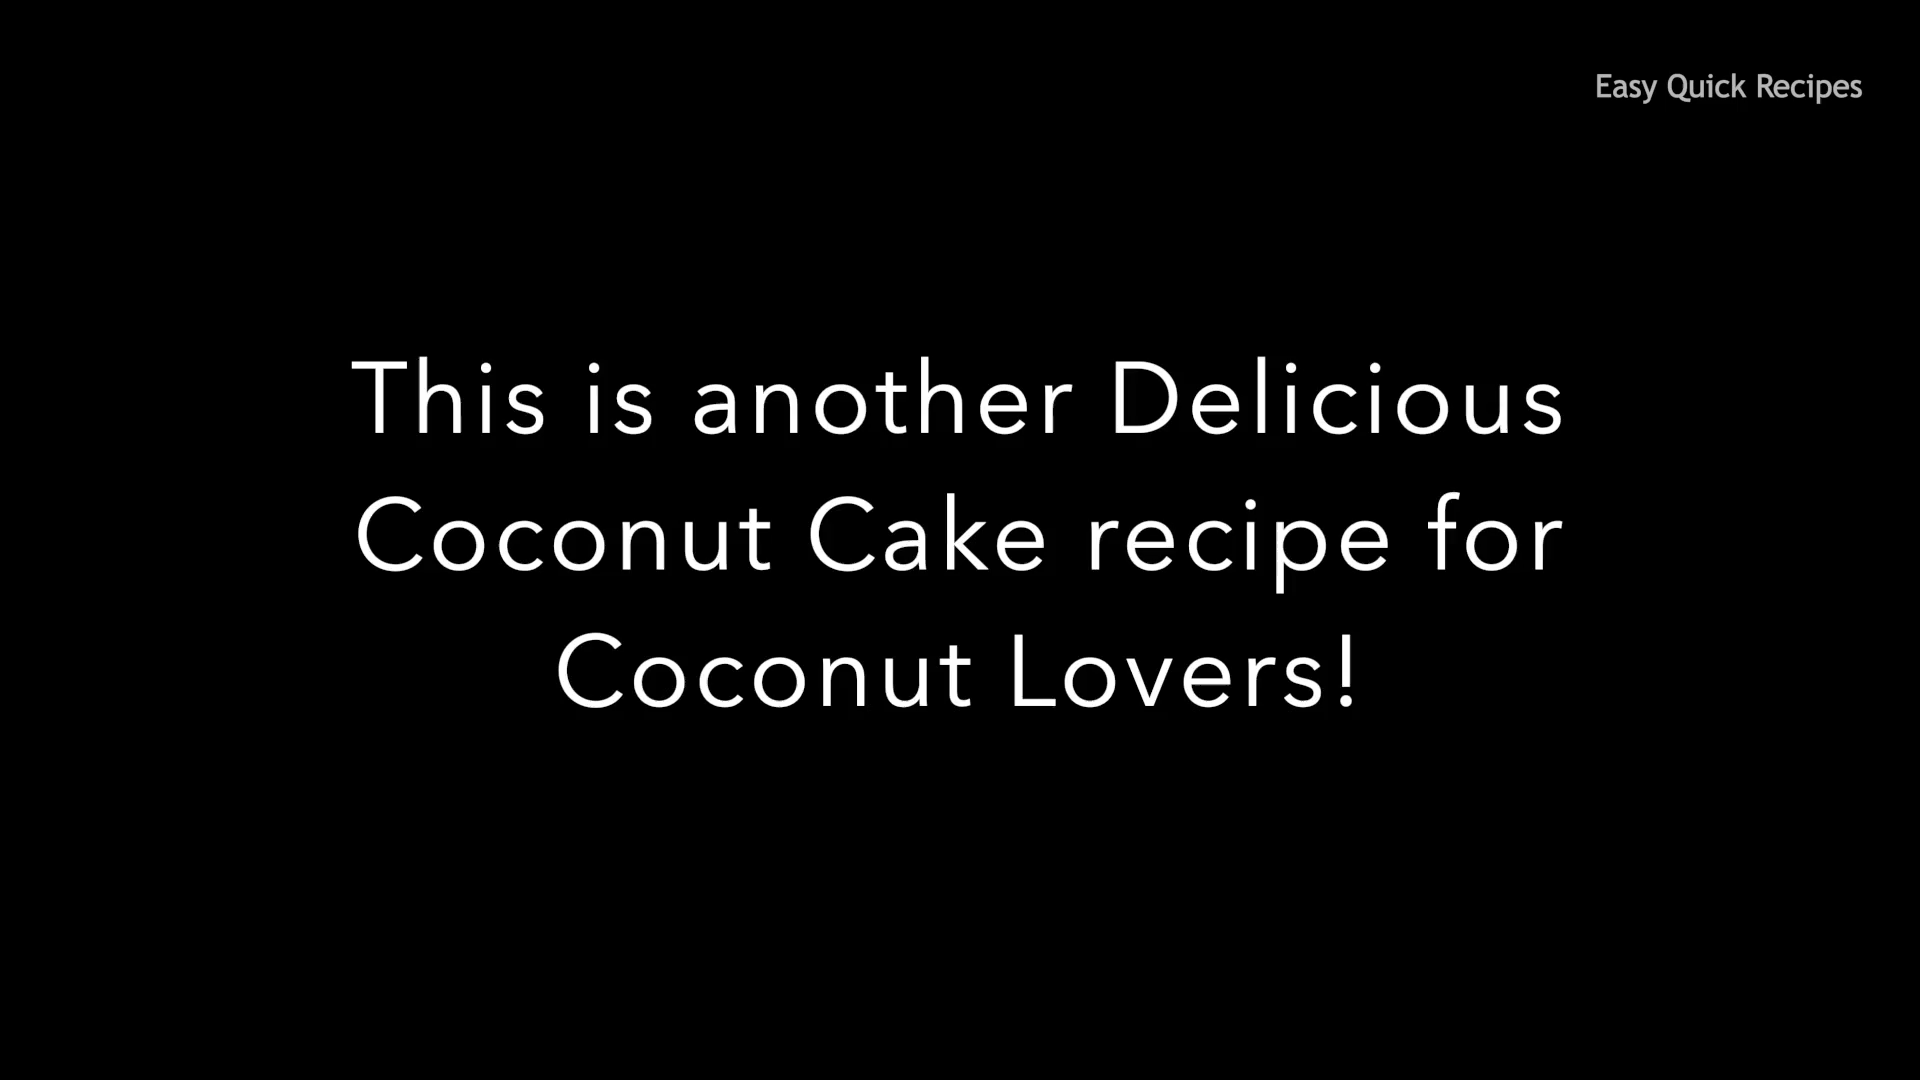 Easy Quick Recipes
This is another Delicious
Coconut Cake recipe for
Coconut Lovers!